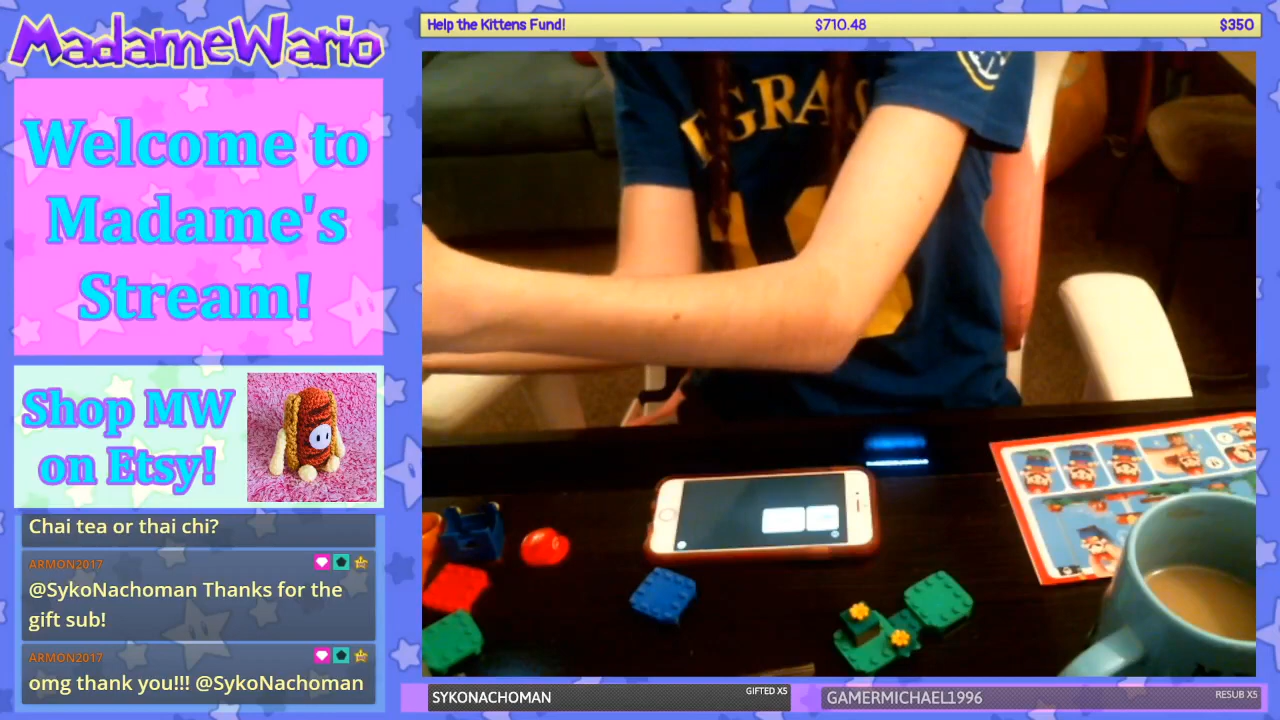 MadameWario
Help the Kittens Fund! $710.48 $350
Welcome to
Madame's
Stream!
Shop MW
on Etsy!
Chai tea or thai chi?
ARMON2017
@SykoNachoman Thanks for the
gift sub!
ARMON2017
omg thank you!!! @SykoNachoman
SYKONACHOMAN GIFTED X5
GAMERMICHAEL1996 RESUB X5